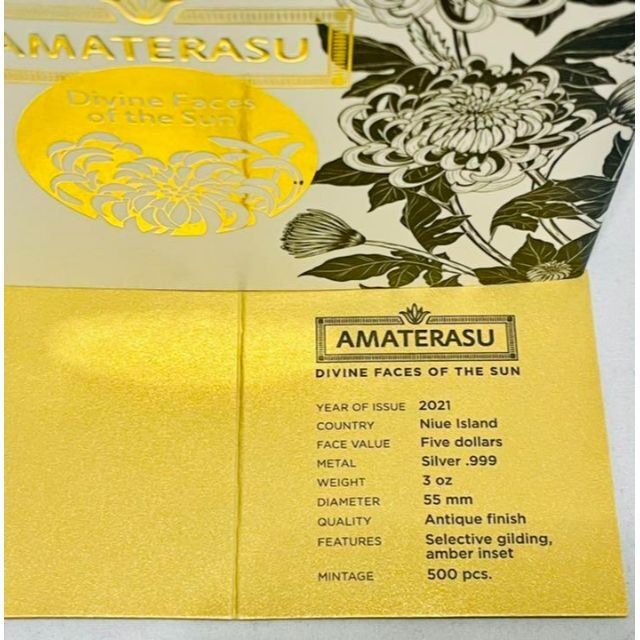 AMATERASU
Divine Faces
of the Sun
AMATERASU
DIVINE FACES OF THE SUN
YEAR OF ISSUE 2021
COUNTRY Niue Island
FACE VALUE Five dollars
METAL Silver .999
WEIGHT 3 oz
DIAMETER 55 mm
QUALITY Antique finish
FEATURES Selective gilding,
amber inset
MINTAGE 500 pcs.